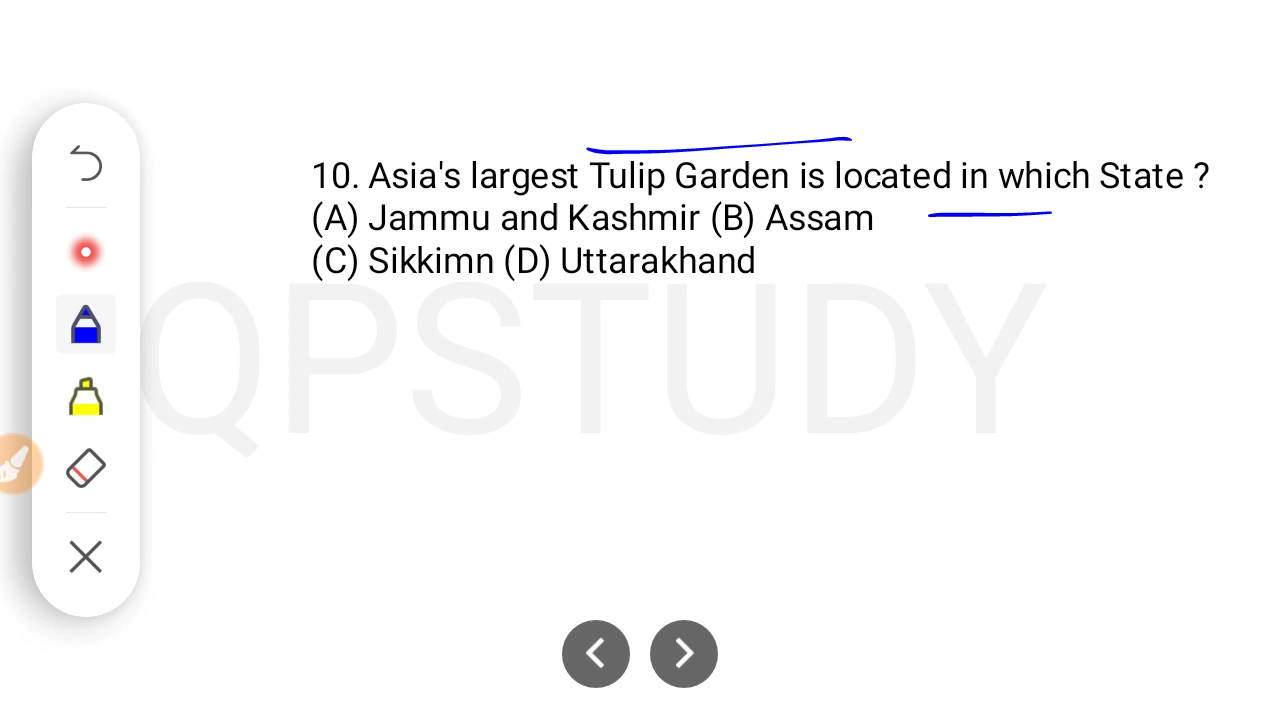 10. Asia's largest Tulip Garden is located in which State ?
(A) Jammu and Kashmir (B) Assam
(C) Sikkimn (D) Uttarakhand
QPSTUDY